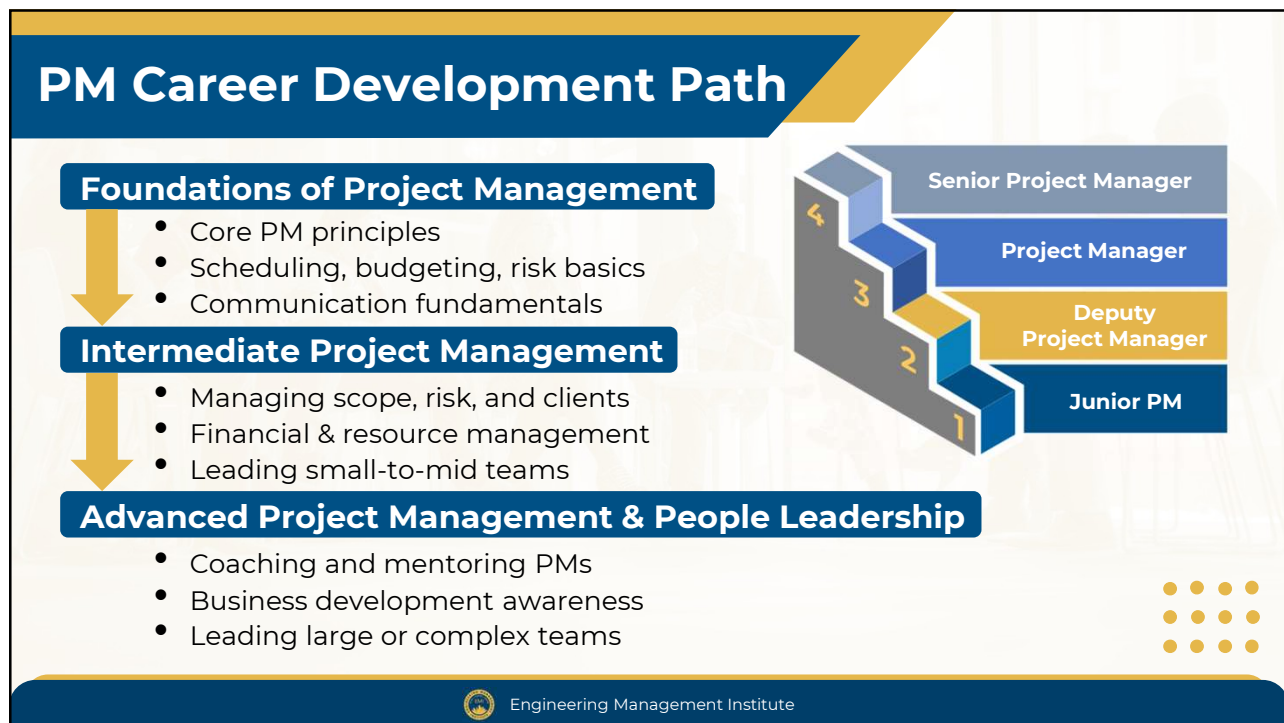 PM Career Development Path
Foundations of Project Management
• Core PM principles
• Scheduling, budgeting, risk basics
• Communication fundamentals
Intermediate Project Management
• Managing scope, risk, and clients
• Financial & resource management
• Leading small-to-mid teams
Advanced Project Management & People Leadership
• Coaching and mentoring PMs
• Business development awareness
• Leading large or complex teams
4
Senior Project Manager
3
Project Manager
2
Deputy
Project Manager
1
Junior PM
Engineering Management Institute